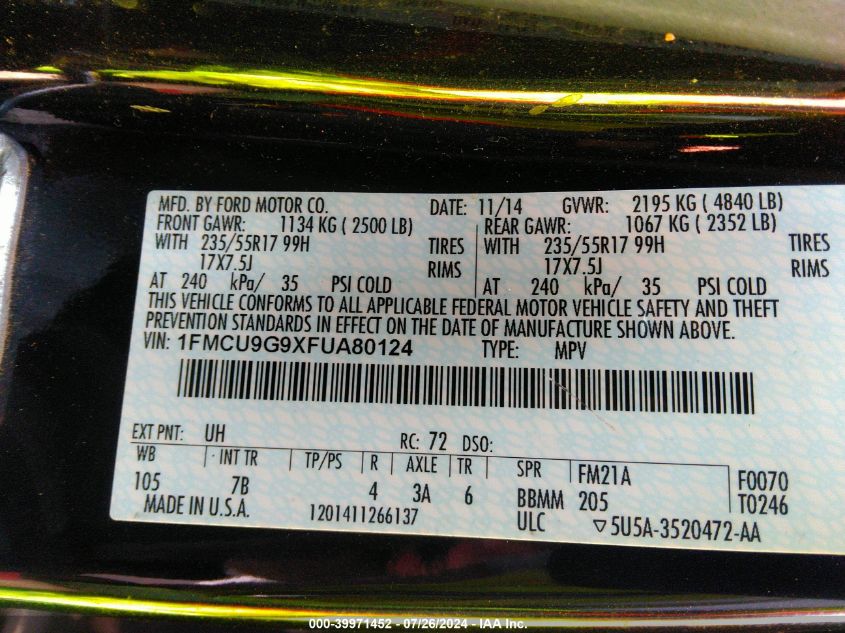 MFD. BY FORD MOTOR CO. DATE: 11/14 GVWR: 2195 KG ( 4840 LB)
FRONT GAWR: 1134 KG ( 2500 LB) REAR GAWR: 1067 KG ( 2352 LB)
WITH 235/55R17 99H TIRES WITH 235/55R17 99H TIRES
17X7.5J RIMS 17X7.5J RIMS
AT 240 kPa/ 35 PSI COLD AT 240 kPa/ 35 PSI COLD
THIS VEHICLE CONFORMS TO ALL APPLICABLE FEDERAL MOTOR VEHICLE SAFETY AND THEFT
PREVENTION STANDARDS IN EFFECT ON THE DATE OF MANUFACTURE SHOWN ABOVE.
VIN: 1FMCU9G9XFUA80124 TYPE: MPV
EXT PNT: UH RC: 72 DSO:
WB INT TR TP/PS R AXLE TR SPR FM21A F0070
105 7B 4 3A 6 BBMM 205 T0246
MADE IN U.S.A. 1201411266137 ULC ▽5U5A-3520472-AA
000-39971452 - 07/26/2024 - IAA Inc.